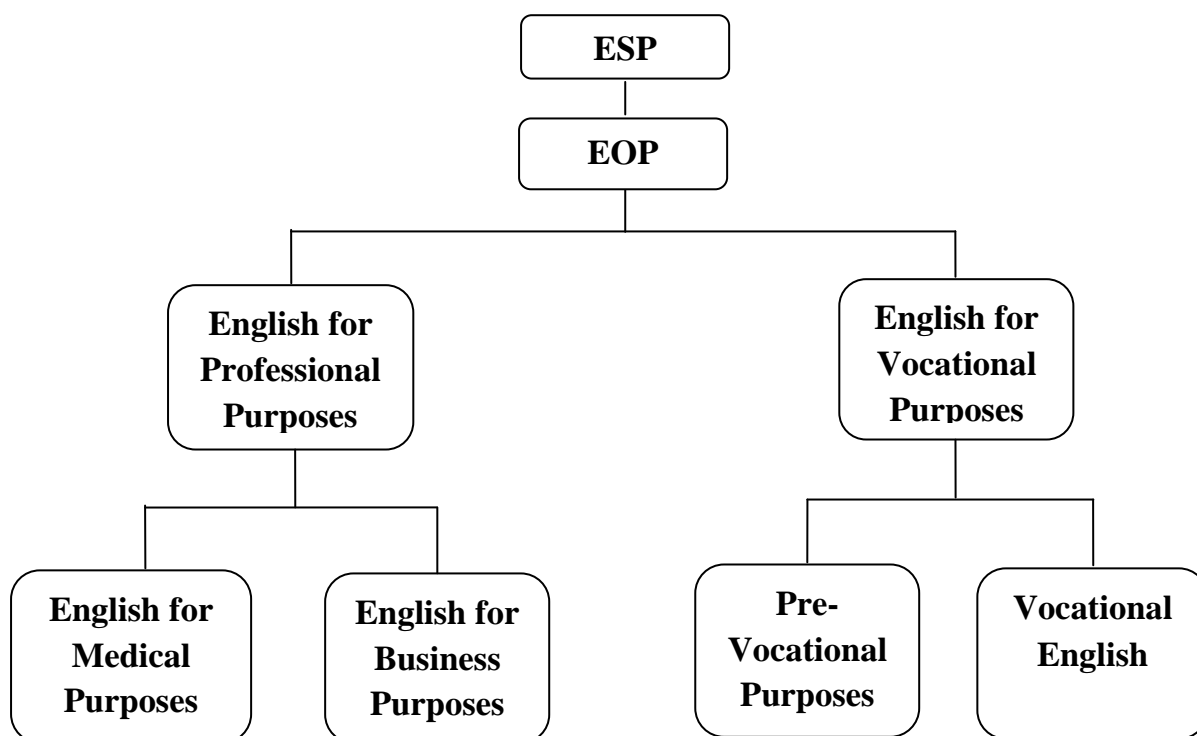 ESP
EOP
English for
Professional
Purposes
English for
Vocational
Purposes
English for
Medical
Purposes
English for
Business
Purposes
Pre-
Vocational
Purposes
Vocational
English